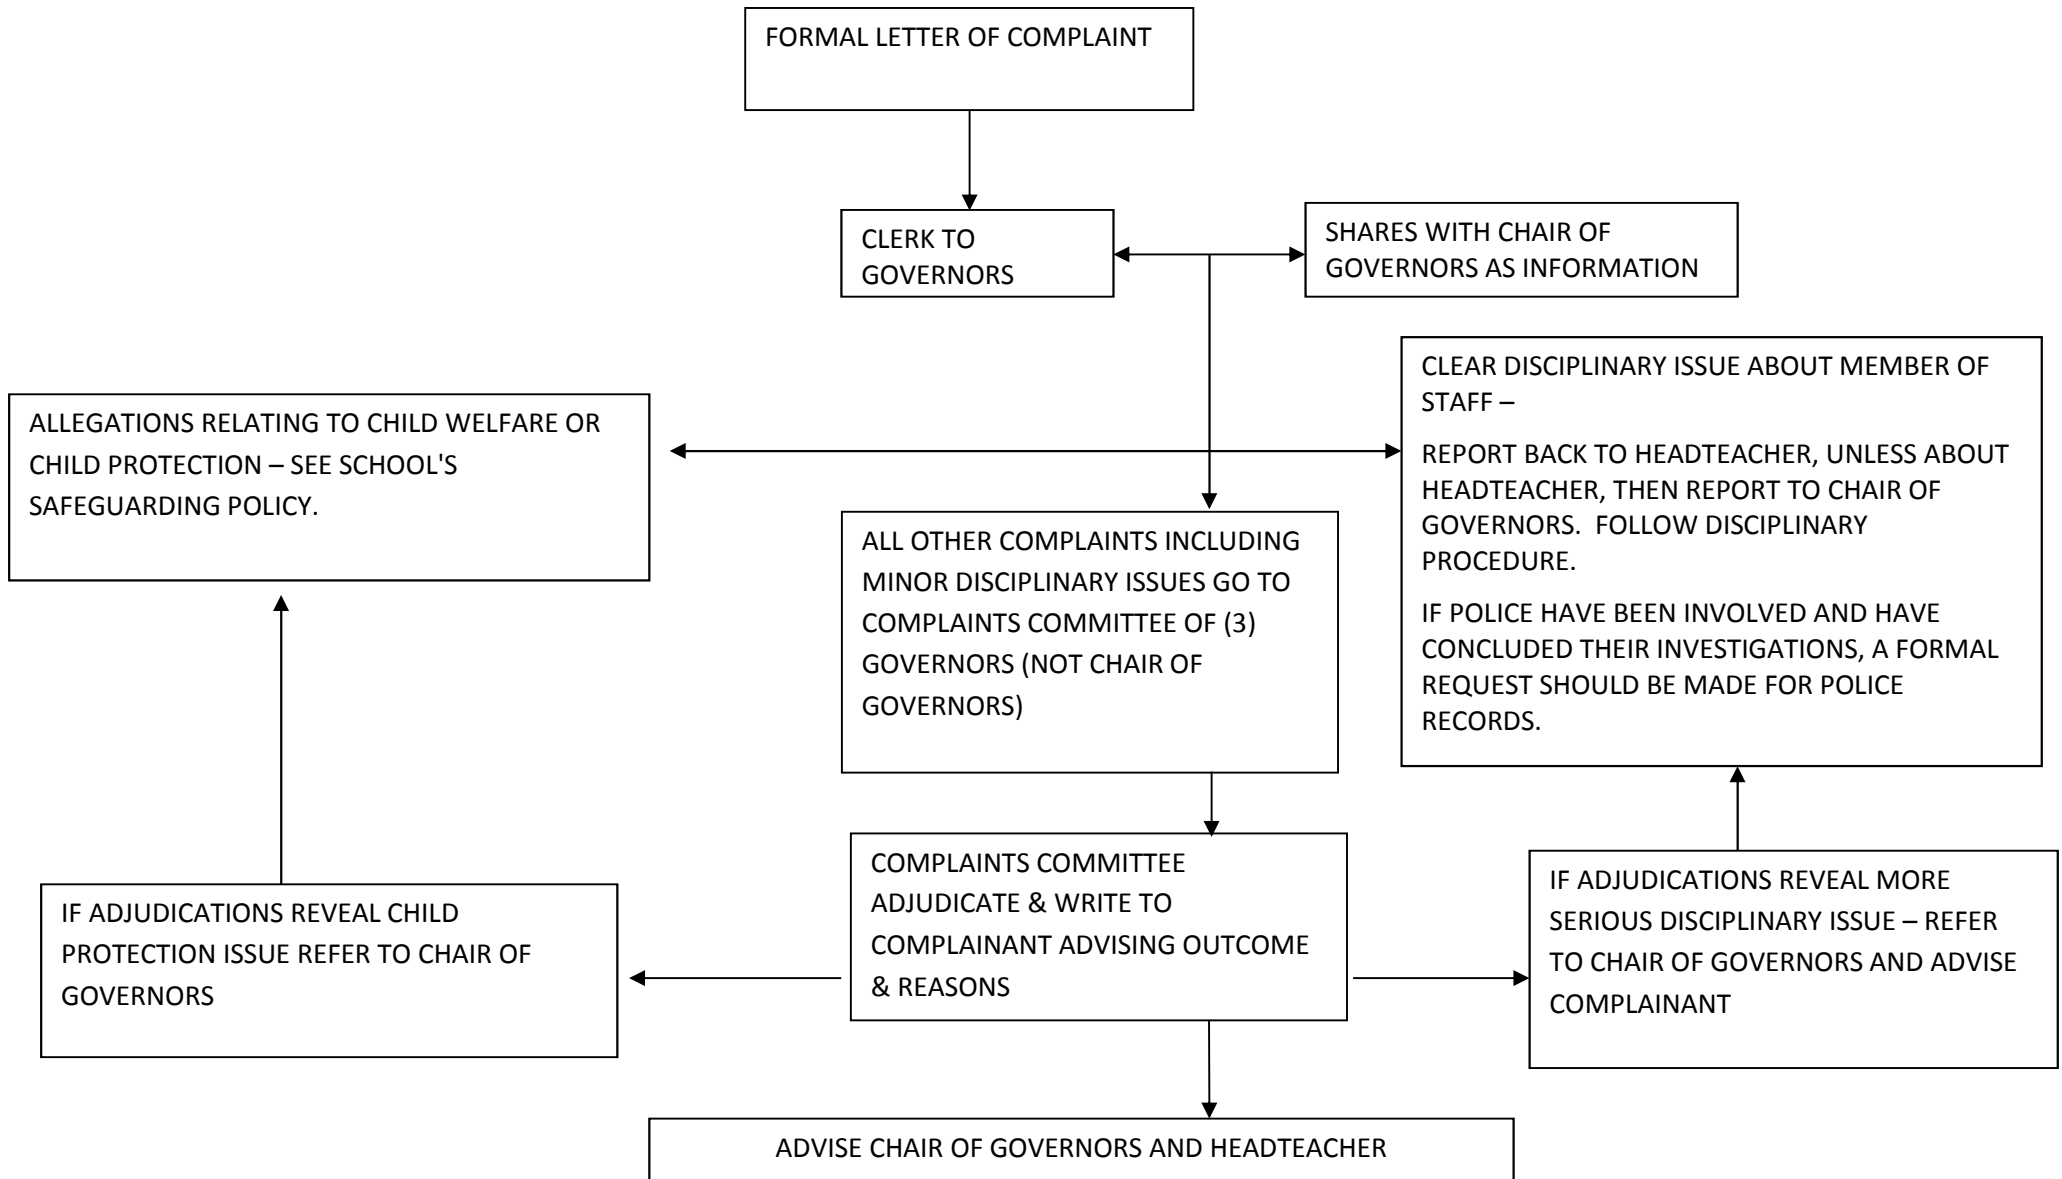 FORMAL LETTER OF COMPLAINT
CLERK TO
GOVERNORS
SHARES WITH CHAIR OF
GOVERNORS AS INFORMATION
ALLEGATIONS RELATING TO CHILD WELFARE OR
CHILD PROTECTION – SEE SCHOOL'S
SAFEGUARDING POLICY.
CLEAR DISCIPLINARY ISSUE ABOUT MEMBER OF
STAFF –
REPORT BACK TO HEADTEACHER, UNLESS ABOUT
HEADTEACHER, THEN REPORT TO CHAIR OF
GOVERNORS.  FOLLOW DISCIPLINARY
PROCEDURE.
IF POLICE HAVE BEEN INVOLVED AND HAVE
CONCLUDED THEIR INVESTIGATIONS, A FORMAL
REQUEST SHOULD BE MADE FOR POLICE
RECORDS.
ALL OTHER COMPLAINTS INCLUDING
MINOR DISCIPLINARY ISSUES GO TO
COMPLAINTS COMMITTEE OF (3)
GOVERNORS (NOT CHAIR OF
GOVERNORS)
IF ADJUDICATIONS REVEAL CHILD
PROTECTION ISSUE REFER TO CHAIR OF
GOVERNORS
COMPLAINTS COMMITTEE
ADJUDICATE & WRITE TO
COMPLAINANT ADVISING OUTCOME
& REASONS
IF ADJUDICATIONS REVEAL MORE
SERIOUS DISCIPLINARY ISSUE – REFER
TO CHAIR OF GOVERNORS AND ADVISE
COMPLAINANT
ADVISE CHAIR OF GOVERNORS AND HEADTEACHER